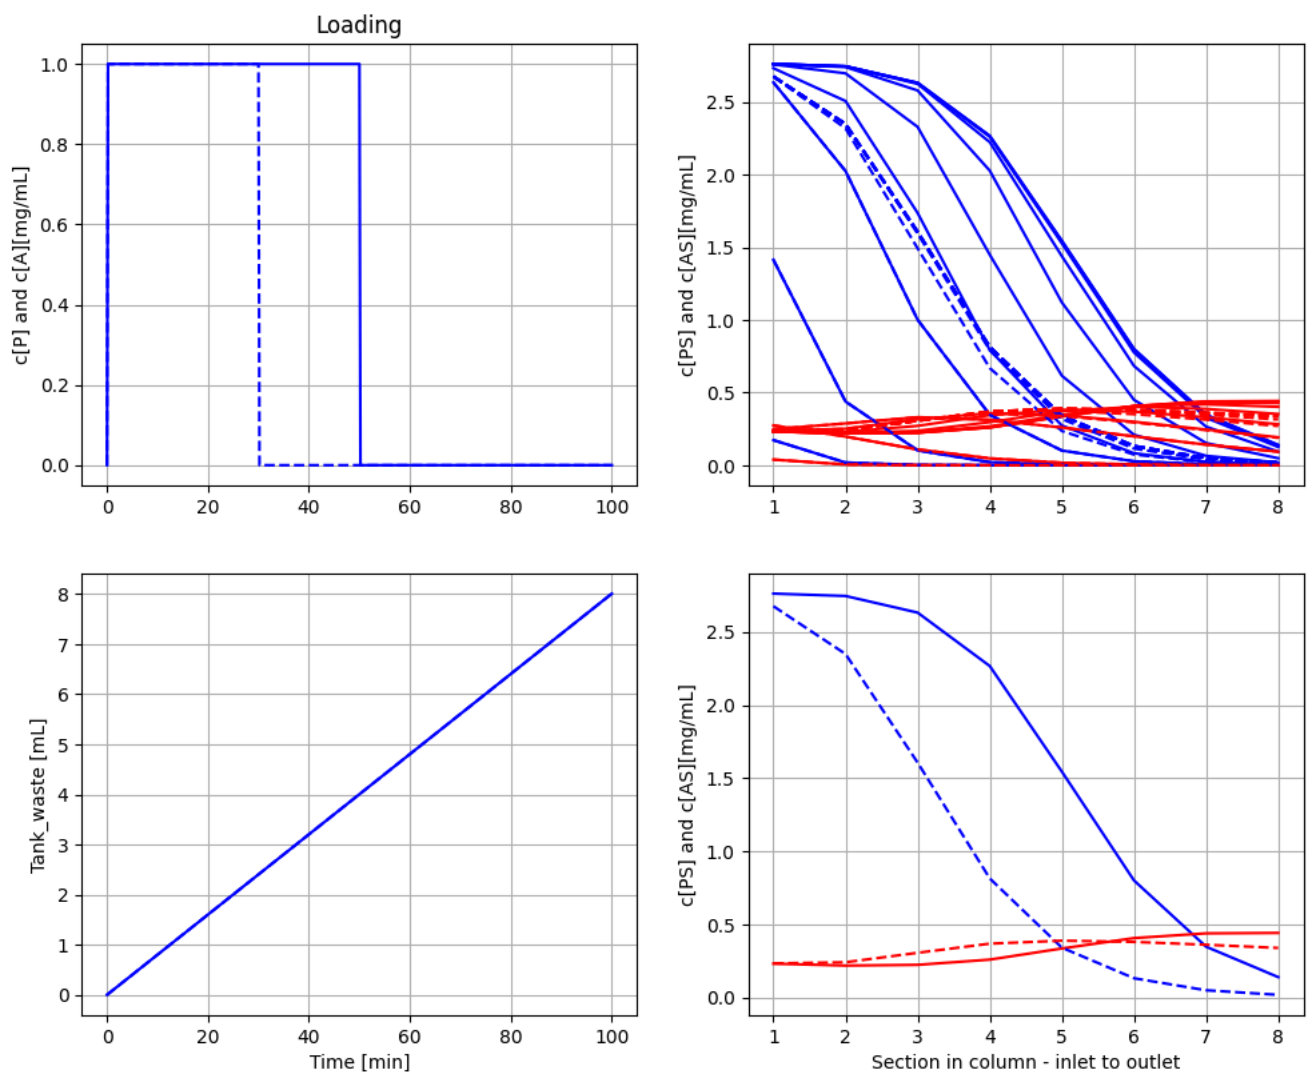 Loading
c[P] and c[A][mg/mL]
1.0
0.8
0.6
0.4
0.2
0.0
0 20 40 60 80 100
c[PS] and c[AS][mg/mL]
2.5
2.0
1.5
1.0
0.5
0.0
1 2 3 4 5 6 7 8
Tank_waste [mL]
8
7
6
5
4
3
2
1
0
0 20 40 60 80 100
Time [min]
c[PS] and c[AS][mg/mL]
2.5
2.0
1.5
1.0
0.5
0.0
1 2 3 4 5 6 7 8
Section in column - inlet to outlet